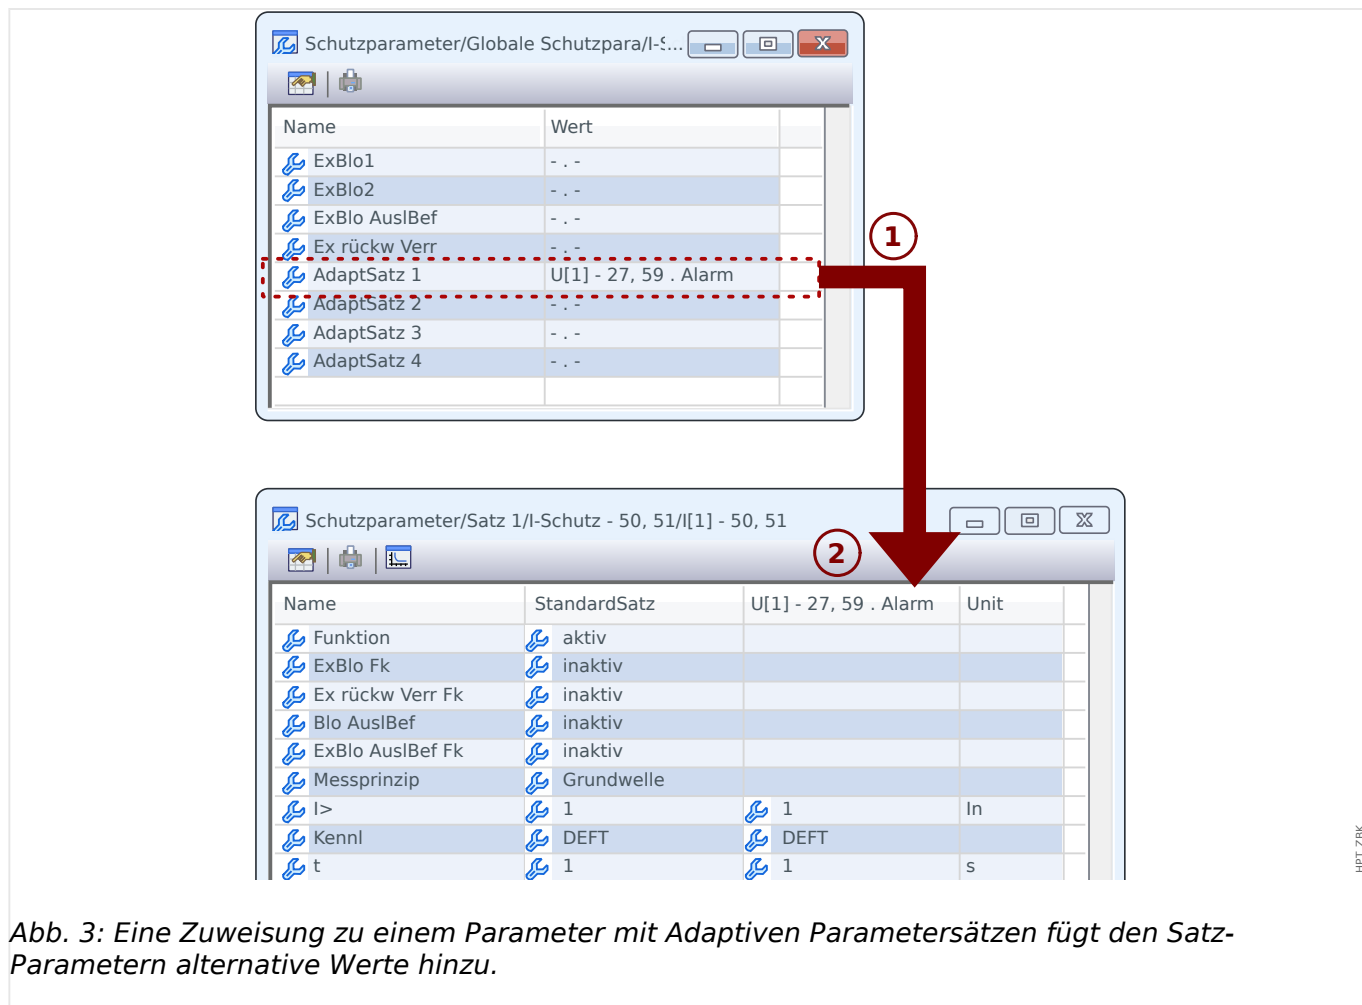 Schutzparameter/Globale Schutzpara/I-S...
Name Wert
ExBlo1 - . -
ExBlo2 - . -
ExBlo AuslBef - . -
Ex rückw Verr - . -
1
AdaptSatz 1 U[1] - 27, 59 . Alarm
AdaptSatz 2 - . -
AdaptSatz 3 - . -
AdaptSatz 4 - . -
Schutzparameter/Satz 1/I-Schutz - 50, 51/I[1] - 50, 51
2
Name StandardSatz U[1] - 27, 59 . Alarm Unit
Funktion aktiv
ExBlo Fk inaktiv
Ex rückw Verr Fk inaktiv
Blo AuslBef inaktiv
ExBlo AuslBef Fk inaktiv
Messprinzip Grundwelle
I> 1 1 In
Kennl DEFT DEFT
t 1 1 s
HPT_ZBK
Abb. 3: Eine Zuweisung zu einem Parameter mit Adaptiven Parametersätzen fügt den Satz-
Parametern alternative Werte hinzu.